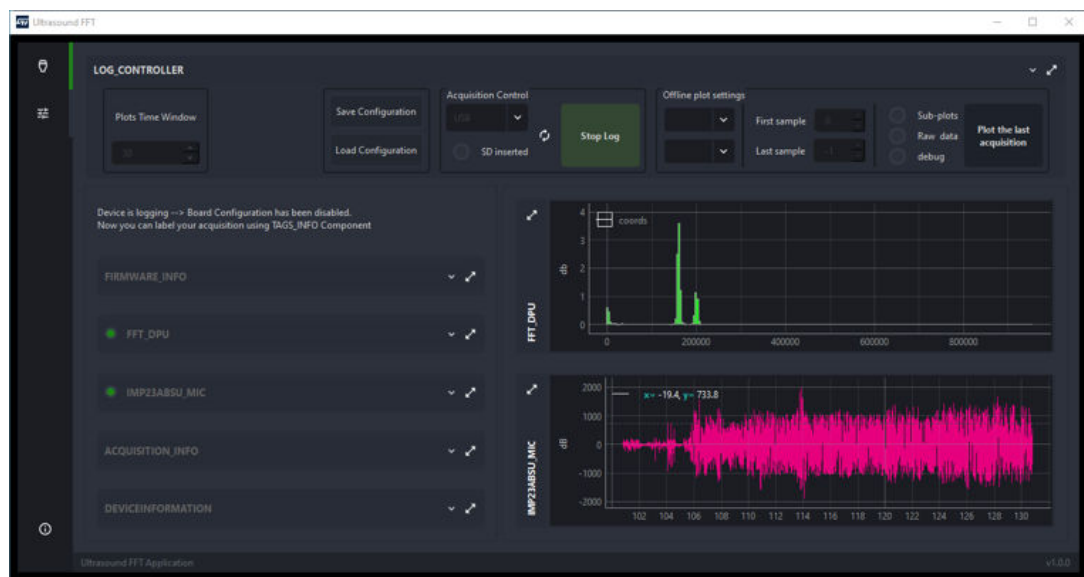 Ultrasound FFT
LOG_CONTROLLER
Plots Time Window
30
Save Configuration
Load Configuration
Acquisition Control
USB
SD inserted
Stop Log
Offline plot settings
First sample
0
Last sample
-1
Sub-plots
Raw data
debug
Plot the last
acquisition
Device is logging --> Board Configuration has been disabled.
Now you can label your acquisition using TAGS_INFO Component
FIRMWARE_INFO
FFT_DPU
IMP23ABSU_MIC
ACQUISITION_INFO
DEVICEINFORMATION
FFT_DPU
db
4
3
2
1
0
coords
0 200000 400000 600000 800000
IMP23ABSU_MIC
dB
2000
1000
0
-1000
-2000
x= -19.4, y= 733.8
102 104 106 108 110 112 114 116 118 120 122 124 126 128 130
Ultrasound FFT Application
v1.0.0